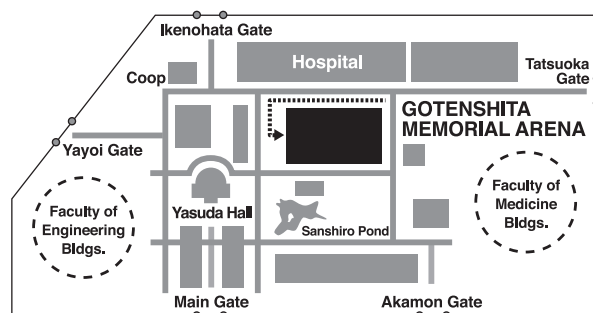 Ikenohata Gate
Hospital
Coop
Tatsuoka
Gate
GOTENSHITA
MEMORIAL ARENA
Yayoi Gate
Faculty of
Engineering
Bldgs.
Yasuda Hall
Sanshiro Pond
Faculty of
Medicine
Bldgs.
Main Gate
Akamon Gate